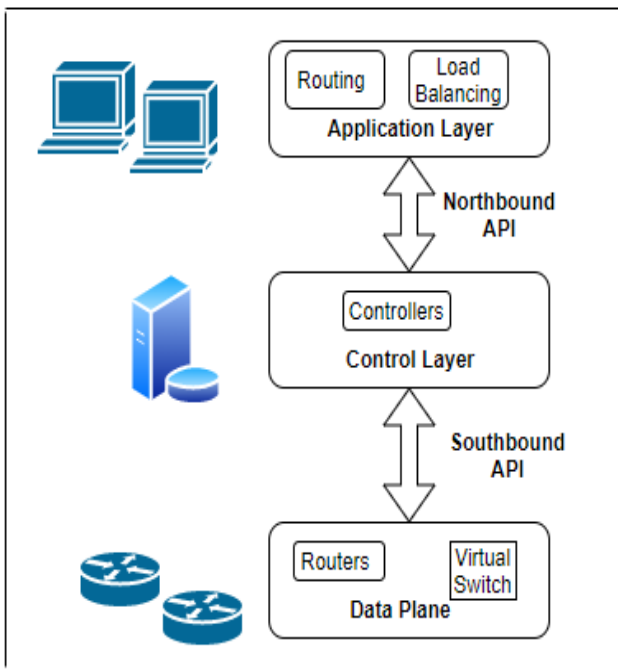 Routing
Load
Balancing
Application Layer
Northbound
API
Controllers
Control Layer
Southbound
API
Routers
Virtual
Switch
Data Plane